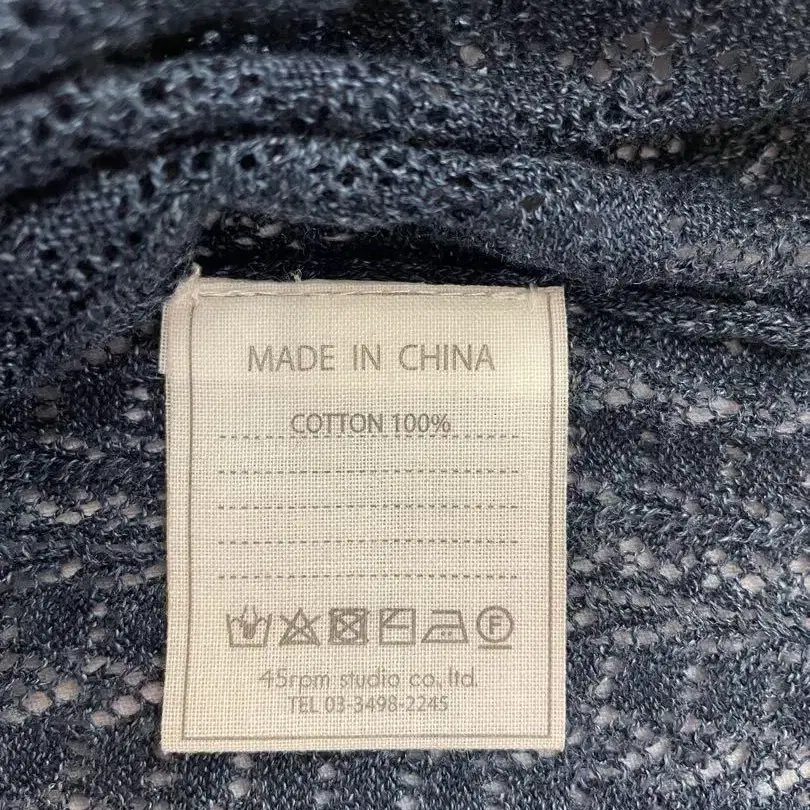 MADE IN CHINA
COTTON 100%
F
45rpm studio co., ltd.
TEL 03-3498-2245